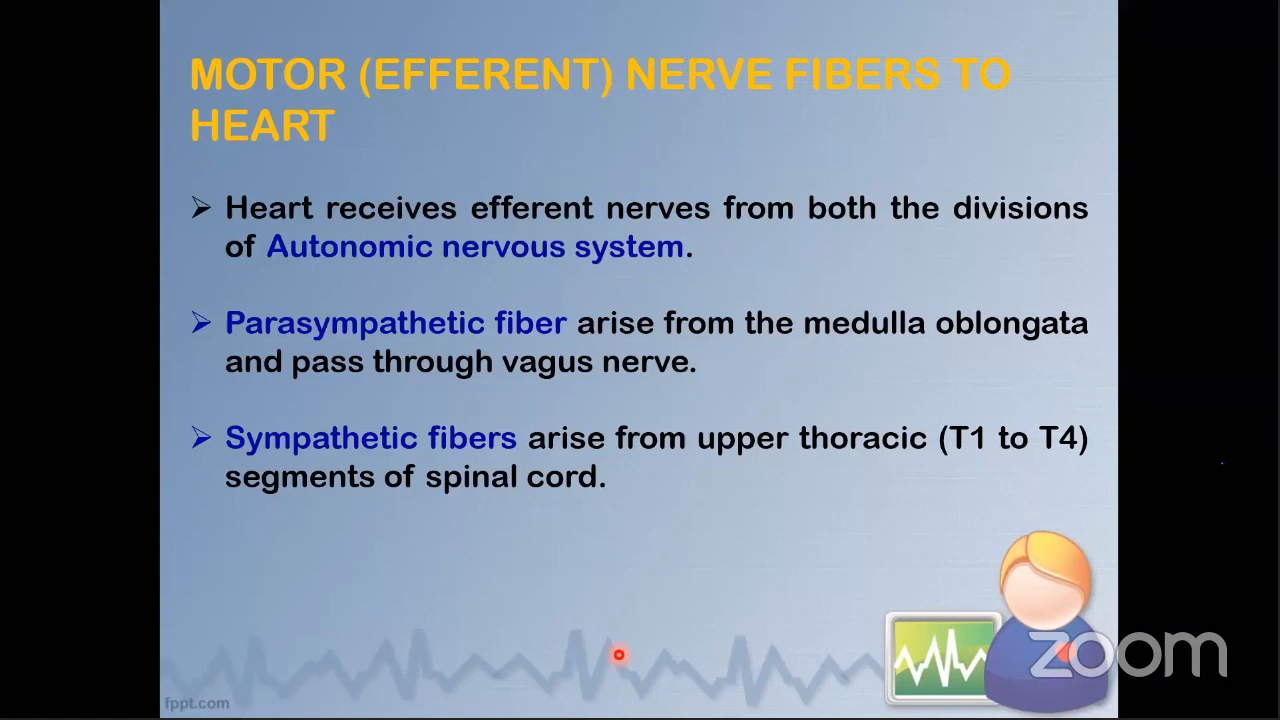 MOTOR (EFFERENT) NERVE FIBERS TO
HEART
Heart receives efferent nerves from both the divisions
of Autonomic nervous system.
Parasympathetic fiber arise from the medulla oblongata
and pass through vagus nerve.
Sympathetic fibers arise from upper thoracic (T1 to T4)
segments of spinal cord.
zoom
fppt.com